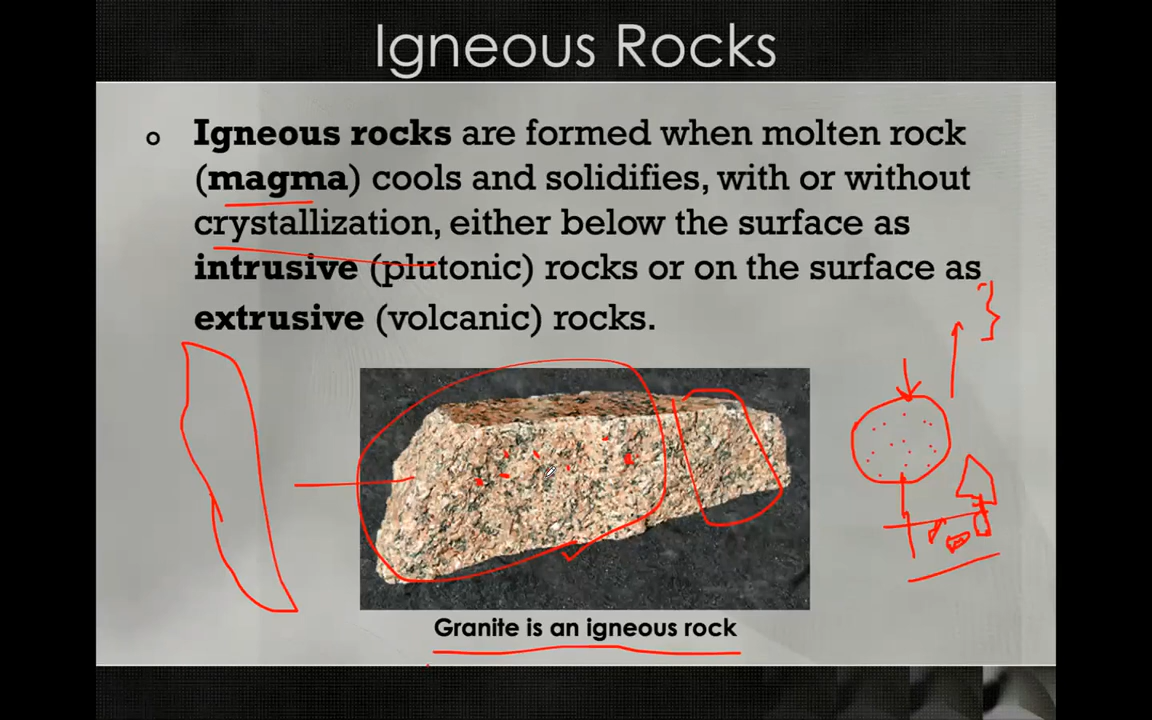 Igneous Rocks
Igneous rocks are formed when molten rock
(magma) cools and solidifies, with or without
crystallization, either below the surface as
intrusive (plutonic) rocks or on the surface as
extrusive (volcanic) rocks.
Granite is an igneous rock